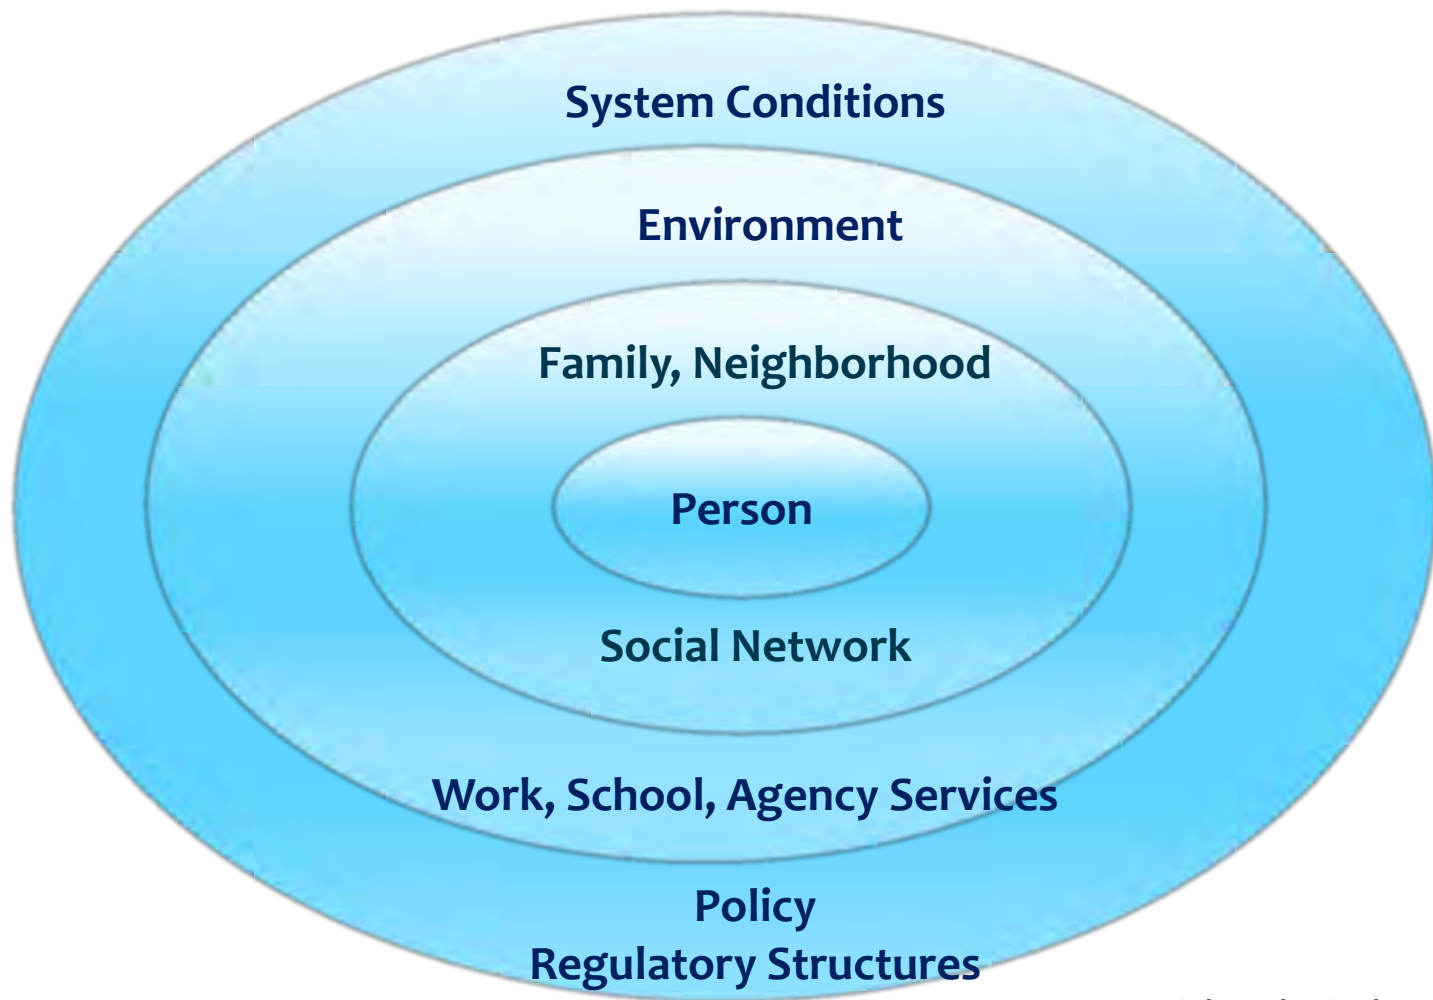 System Conditions
Environment
Family, Neighborhood
Person
Social Network
Work, School, Agency Services
Policy
Regulatory Structures